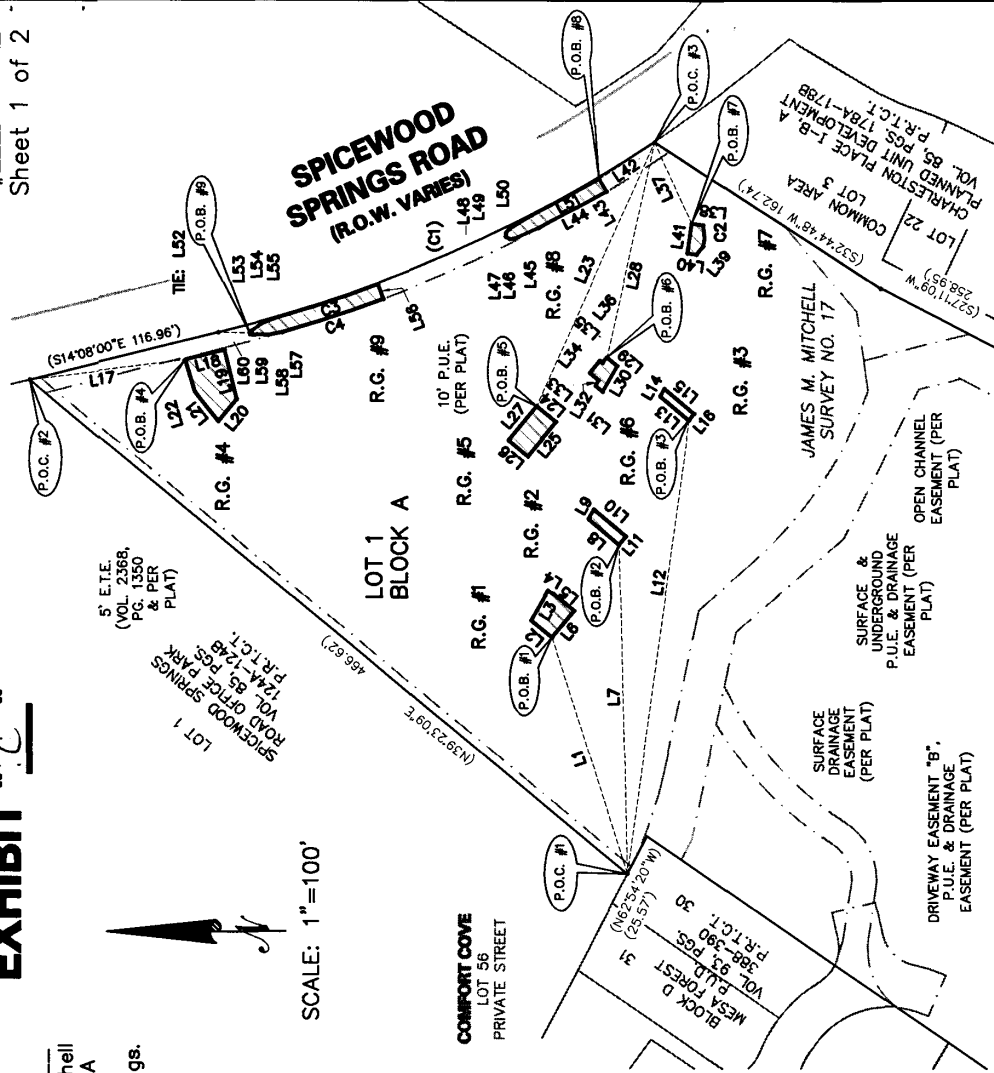 Sheet 1 of 2
EXHIBIT "C"
hell
A
gs.
SCALE: 1"=100'
N
COMFORT COVE
LOT 56
PRIVATE STREET
SPICEWOOD
SPRINGS ROAD
(R.O.W. VARIES)
(C1)
TIE: L52
P.O.B. #9
P.O.B. #8
P.O.C. #3
P.O.B. #7
P.O.C. #2
P.O.B. #4
P.O.B. #5
P.O.B. #6
P.O.B. #3
P.O.B. #2
P.O.B. #1
P.O.C. #1
(S14°08'00"E 116.96')
L17
L18
L19
L20
L21
L22
L53
L54
L55
C3
C4
L56
L60
L59
L58
L57
L48
L49
L50
L51
L44
L43
L42
L47
L46
L45
R.G. #8
R.G. #9
R.G. #4
10' P.U.E.
(PER PLAT)
L23
L28
L37
L36
L35
L34
L33
L32
L31
L30
L29
L27
L26
L25
L41
L38
C2
L40
L39
R.G. #7
L14
L15
L13
L16
R.G. #3
R.G. #6
R.G. #5
R.G. #2
R.G. #1
L9
L10
L8
L11
L12
L7
L1
L2
L3
L4
L5
L6
LOT 1
BLOCK A
5' E.T.E.
(VOL. 2368,
PG. 1350
& PER
PLAT)
LOT 1
SPICEWOOD SPRINGS
ROAD OFFICE PARK
VOL. 85, PGS.
124A-124B
P.R.T.C.T.
(N39°23'09"E
466.62')
CHARLESTON PLACE 1-B, A
PLANNED UNIT DEVELOPMENT
VOL. 85, PGS. 178A-178B
P.R.T.C.T.
COMMON AREA
LOT 3
LOT 22
(S32°44'48"W 162.74')
(S27°11'09"W
258.95')
JAMES M. MITCHELL
SURVEY NO. 17
OPEN CHANNEL
EASEMENT (PER
PLAT)
SURFACE &
UNDERGROUND
P.U.E. & DRAINAGE
EASEMENT (PER
PLAT)
SURFACE
DRAINAGE
EASEMENT
(PER PLAT)
DRIVEWAY EASEMENT "B",
P.U.E. & DRAINAGE
EASEMENT (PER PLAT)
(N62°54'20"W)
(25.57')
30
31
BLOCK D
MESA FOREST
P.U.D.
VOL. 93, PGS.
388-390
P.R.T.C.T.